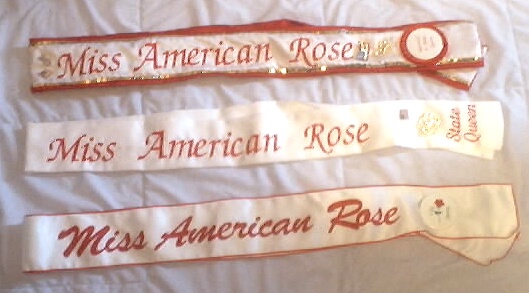 Miss American Rose
Miss American Rose
State
Queen
Miss American Rose